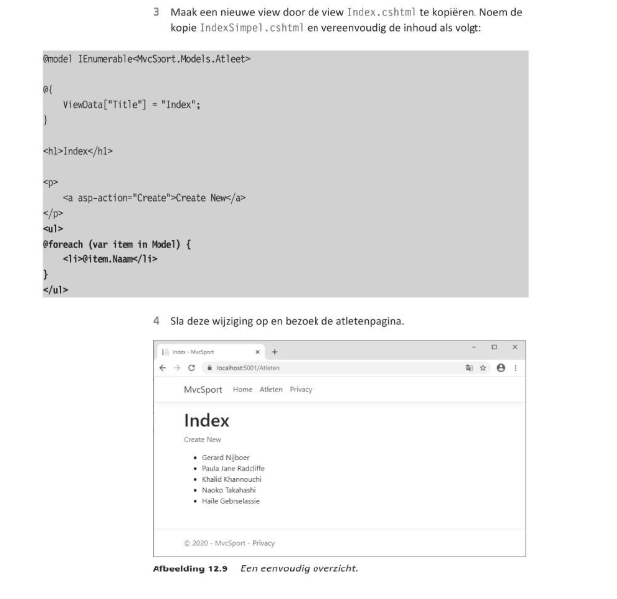 3 Maak een nieuwe view door de view Index.cshtml te kopiëren. Noem de
kopie IndexSimpel.cshtml en vereenvoudig de inhoud als volgt:
@model IEnumerable<MvcSport.Models.Atleet>
@{
ViewData["Title"] = "Index";
}
<h1>Index</h1>
<p>
<a asp-action="Create">Create New</a>
</p>
<ul>
@foreach (var item in Model) {
<li>@item.Naam</li>
}
</ul>
4 Sla deze wijziging op en bezoek de atletenpagina.
Index - MvcSport
localhost:5001/Atleten
MvcSport Home Atleten Privacy
Index
Create New
• Gerard Nijboer
• Paula Jane Radcliffe
• Khalid Khannouchi
• Naoko Takahashi
• Haile Gebrselassie
© 2020 - MvcSport - Privacy
Afbeelding 12.9 Een eenvoudig overzicht.